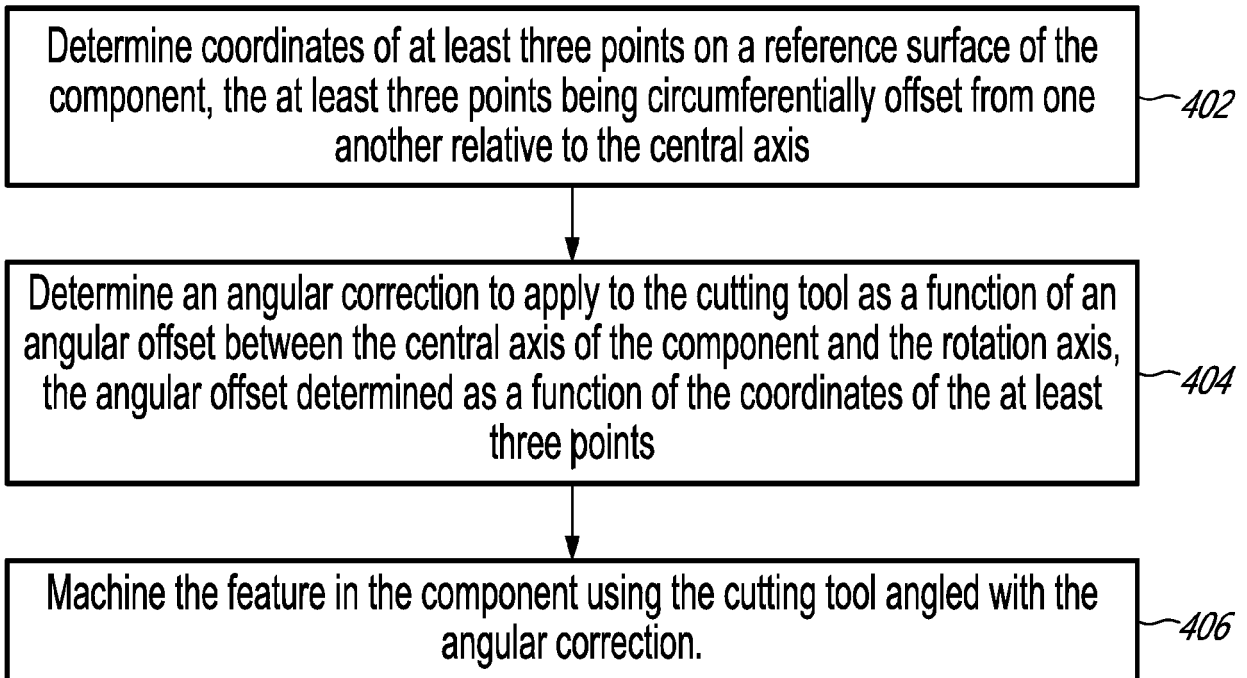 Determine coordinates of at least three points on a reference surface of the
component, the at least three points being circumferentially offset from one
another relative to the central axis
402
Determine an angular correction to apply to the cutting tool as a function of an
angular offset between the central axis of the component and the rotation axis,
the angular offset determined as a function of the coordinates of the at least
three points
404
Machine the feature in the component using the cutting tool angled with the
angular correction.
406